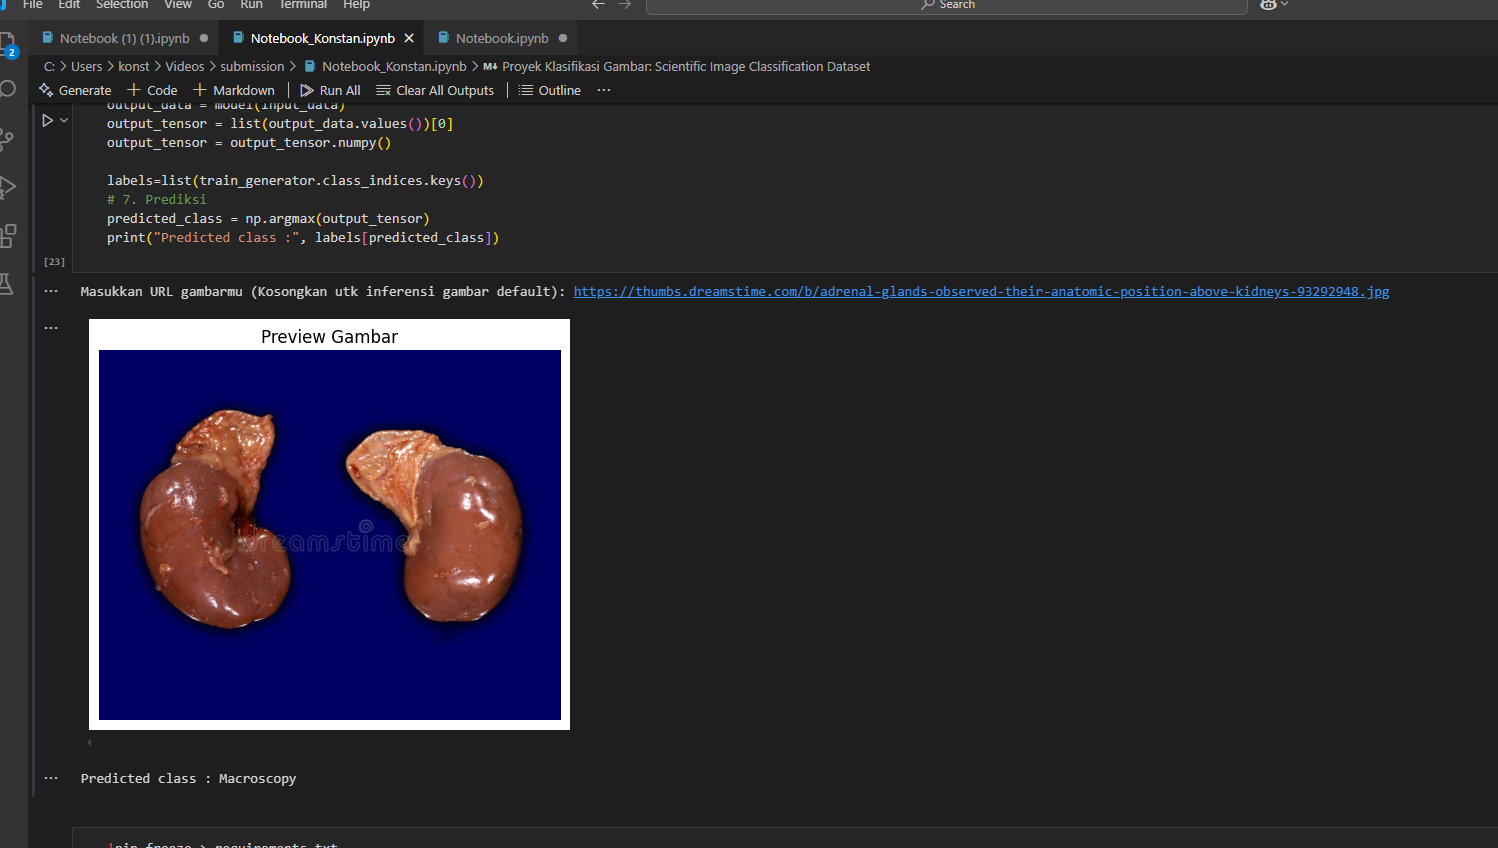 File Edit Selection View Go Run Terminal Help
Search
2
Notebook (1) (1).ipynb Notebook_Konstan.ipynb Notebook.ipynb
C: > Users > konst > Videos > submission > Notebook_Konstan.ipynb > M↓ Proyek Klasifikasi Gambar: Scientific Image Classification Dataset
Generate + Code + Markdown | Run All Clear All Outputs | Outline ...
output_data = model(input_data)
output_tensor = list(output_data.values())[0]
output_tensor = output_tensor.numpy()
labels=list(train_generator.class_indices.keys())
# 7. Prediksi
predicted_class = np.argmax(output_tensor)
print("Predicted class :", labels[predicted_class])
[23]
... Masukkan URL gambarmu (Kosongkan utk inferensi gambar default): https://thumbs.dreamstime.com/b/adrenal-glands-observed-their-anatomic-position-above-kidneys-93292948.jpg
...
Preview Gambar
dreamstime
... Predicted class : Macroscopy
!pip freeze > requirements.txt